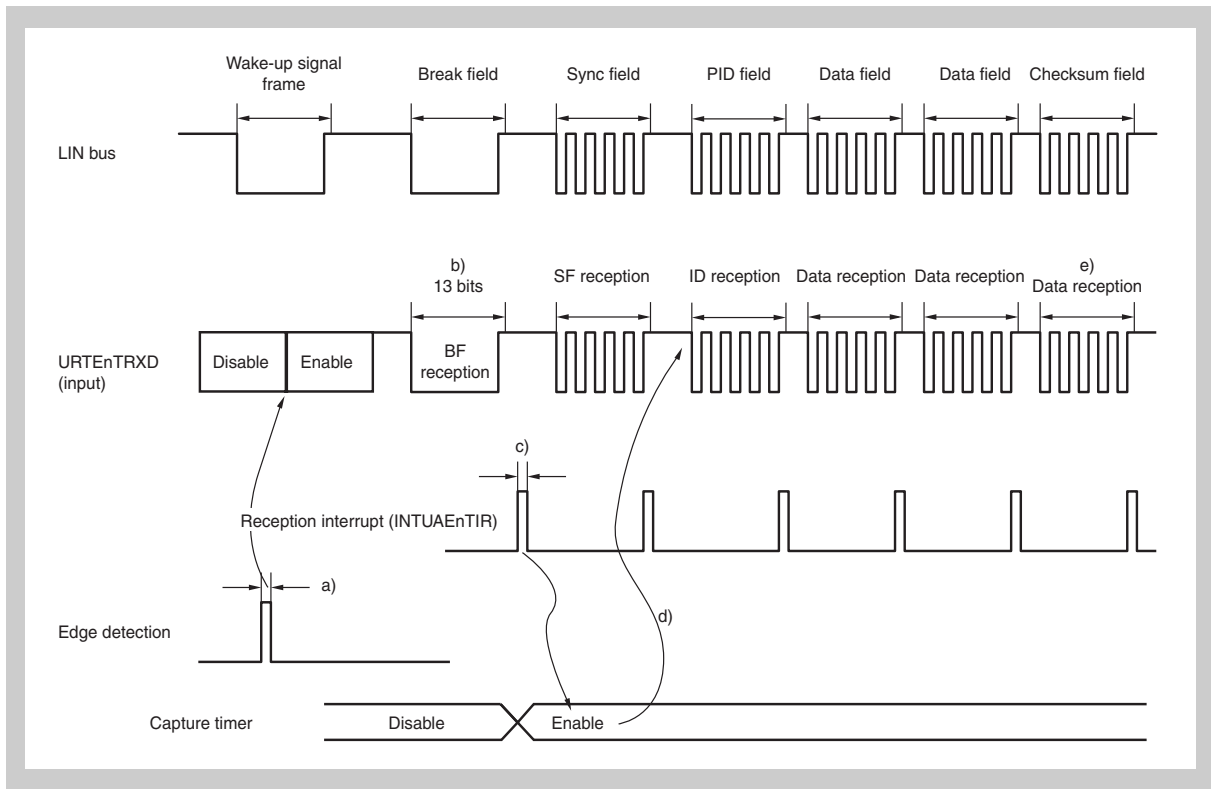 Wake-up signal
frame
Break field
Sync field
PID field
Data field
Data field
Checksum field
LIN bus
b)
13 bits
SF reception
ID reception
Data reception
Data reception
e)
Data reception
URTEnTRXD
(input)
Disable
Enable
BF
reception
c)
Reception interrupt (INTUAEnTIR)
a)
d)
Edge detection
Capture timer
Disable
Enable